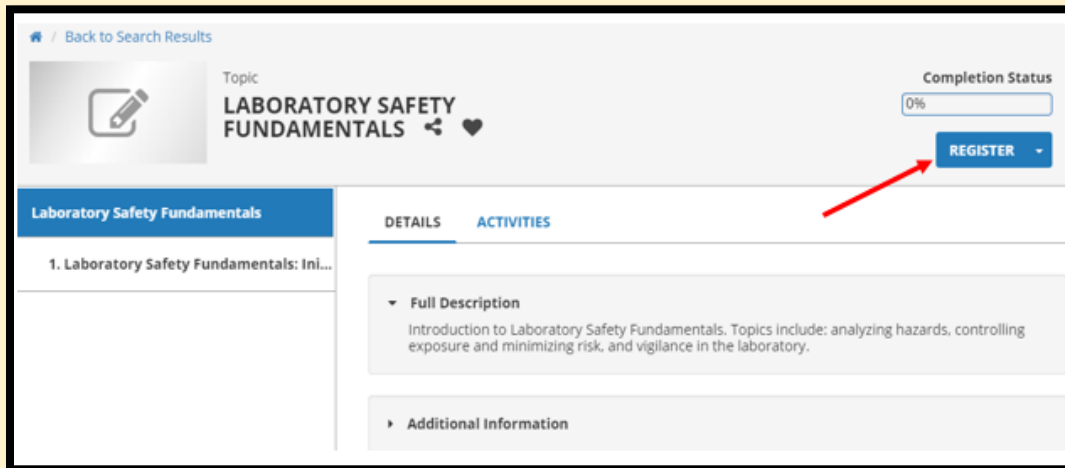 / Back to Search Results
Topic
LABORATORY SAFETY
FUNDAMENTALS
Completion Status
0%
REGISTER
Laboratory Safety Fundamentals
1. Laboratory Safety Fundamentals: Ini...
DETAILS ACTIVITIES
Full Description
Introduction to Laboratory Safety Fundamentals. Topics include: analyzing hazards, controlling
exposure and minimizing risk, and vigilance in the laboratory.
Additional Information